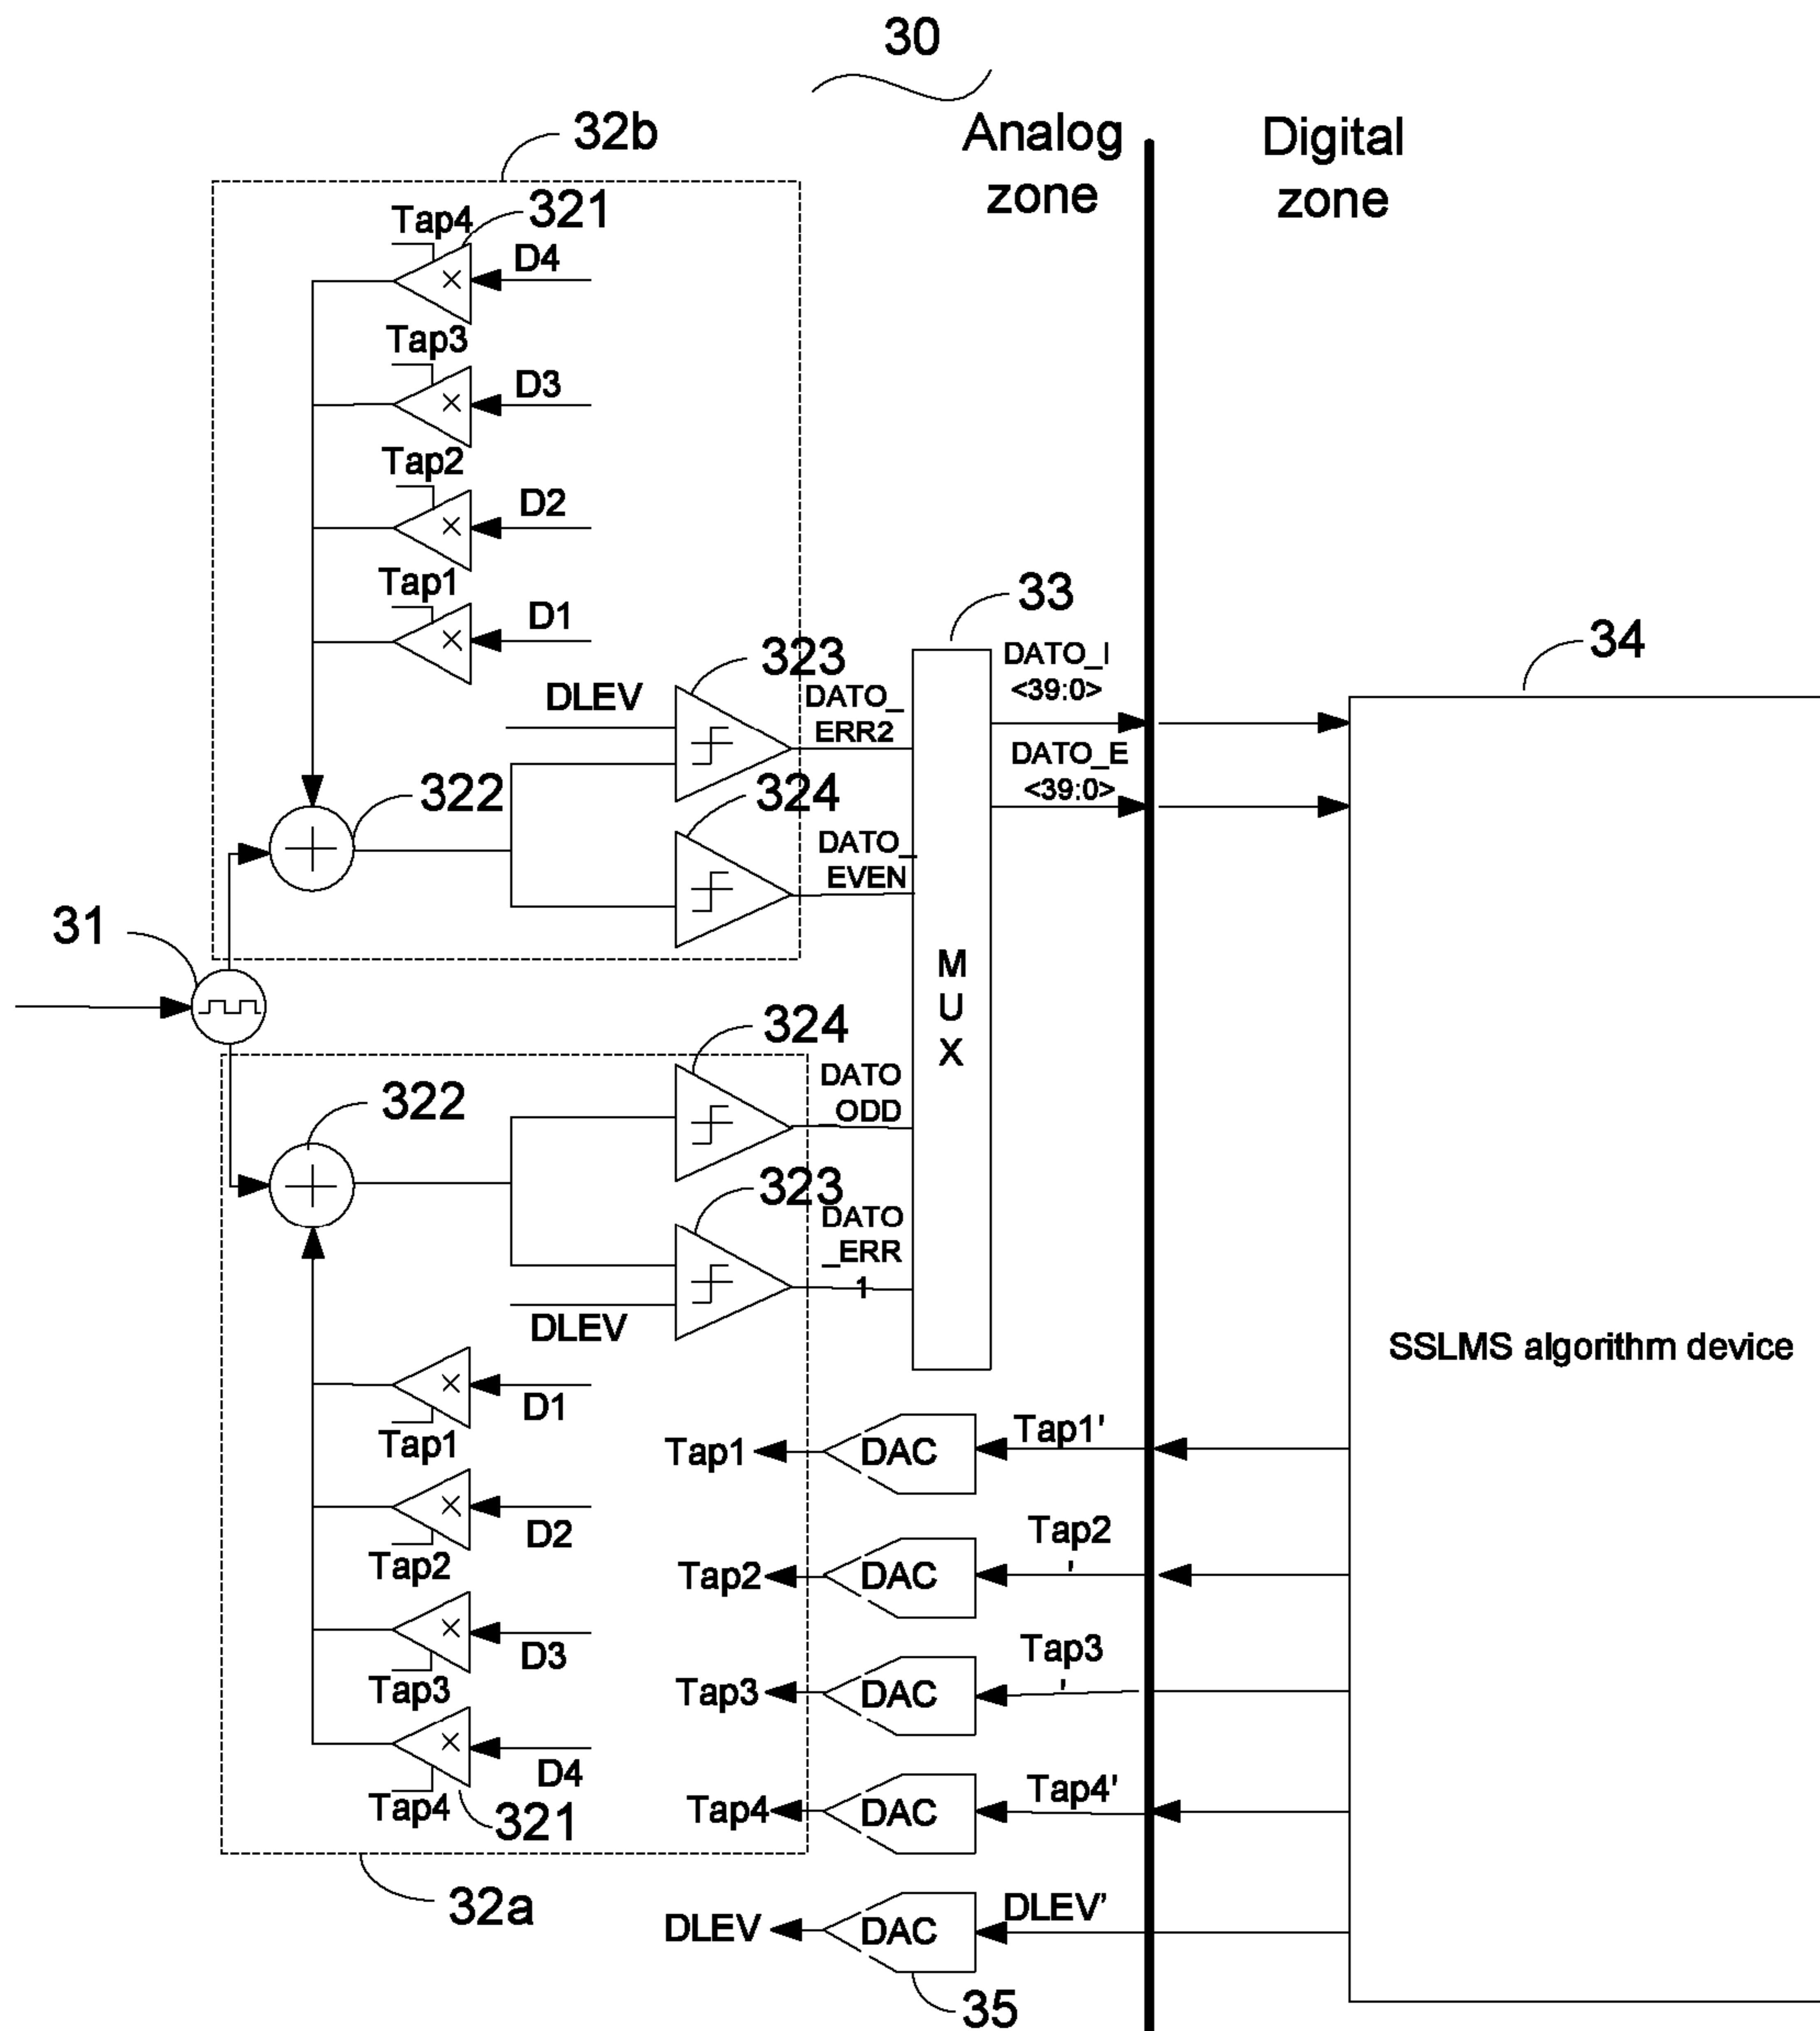 30
32b
Analog
zone
Digital
zone
Tap4
321
D4
Tap3
D3
Tap2
D2
Tap1
D1
33
DATO_I
<39:0>
34
323
DLEV
DATO_
ERR2
DATO_E
<39:0>
322
324
DATO_
EVEN
31
M
U
X
324
DATO
_ODD
322
323
DATO
_ERR
1
DLEV
SSLMS algorithm device
D1
Tap1
Tap1
DAC
Tap1'
D2
Tap2
Tap2
DAC
Tap2
'
D3
Tap3
Tap3
DAC
Tap3
'
D4
Tap4
321
Tap4
DAC
Tap4'
32a
DLEV
DAC
DLEV’
35